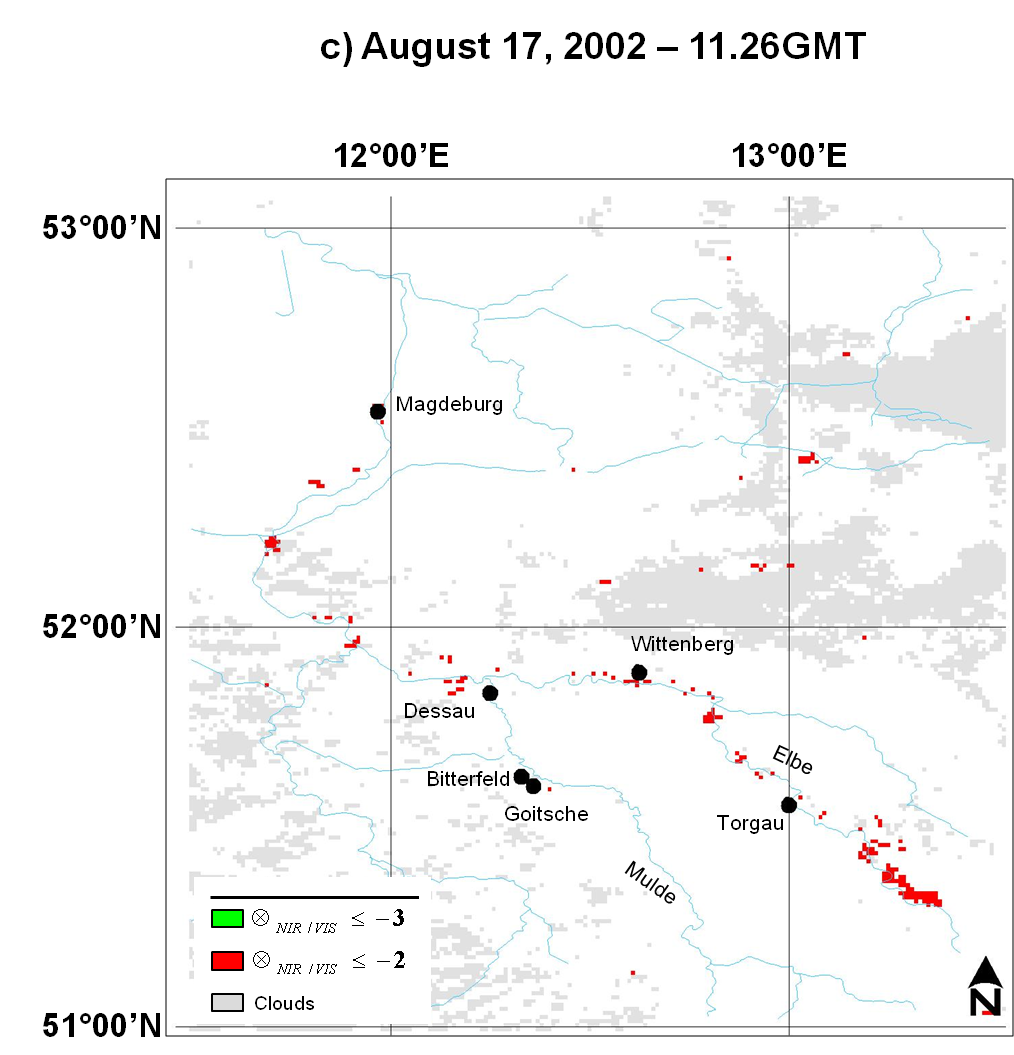 c) August 17, 2002 – 11.26GMT
12°00’E 13°00’E
53°00’N
Magdeburg
52°00’N
Wittenberg
Dessau
Elbe
Bitterfeld
Goitsche
Torgau
Mulde
⊗ NIR / VIS ≤ −3
⊗ NIR / VIS ≤ −2
Clouds
N
51°00’N